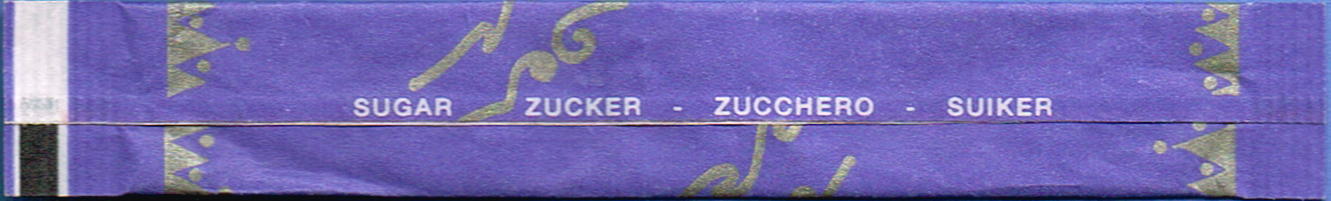 SUGAR ZUCKER - ZUCCHERO - SUIKER